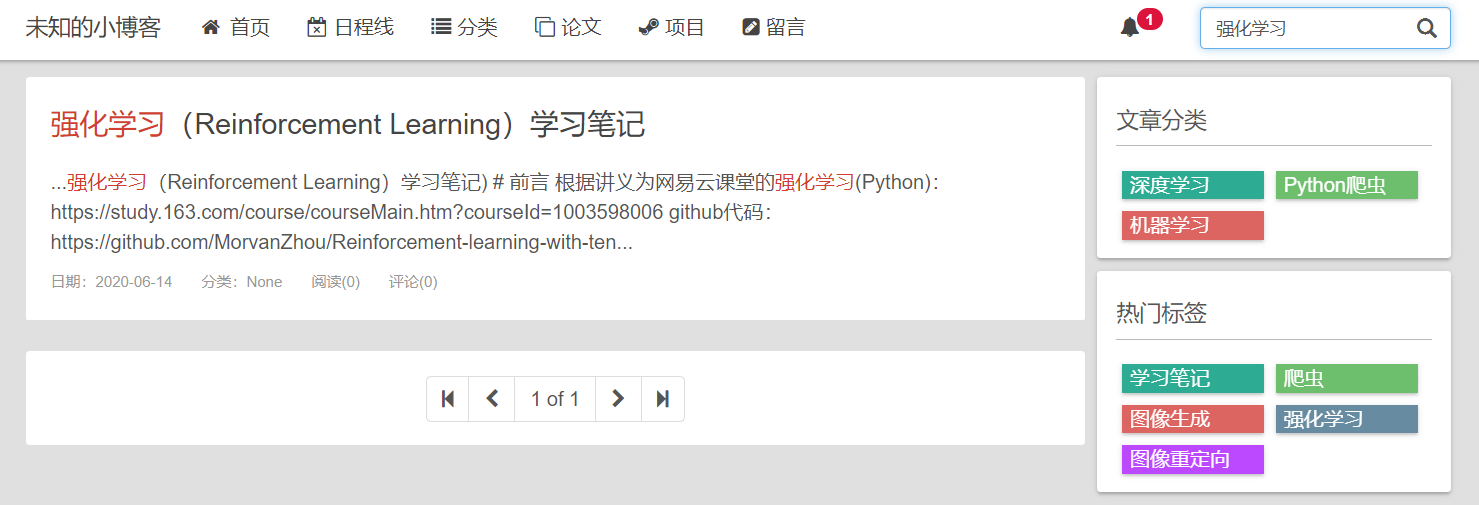 未知的小博客 首页 日程线 分类 论文 项目 留言 1 强化学习
强化学习（Reinforcement Learning）学习笔记
...强化学习（Reinforcement Learning）学习笔记) # 前言 根据讲义为网易云课堂的强化学习(Python)：
https://study.163.com/course/courseMain.htm?courseId=1003598006 github代码：
https://github.com/MorvanZhou/Reinforcement-learning-with-ten...
日期：2020-06-14 分类：None 阅读(0) 评论(0)
1 of 1
文章分类
深度学习 Python爬虫
机器学习
热门标签
学习笔记 爬虫
图像生成 强化学习
图像重定向